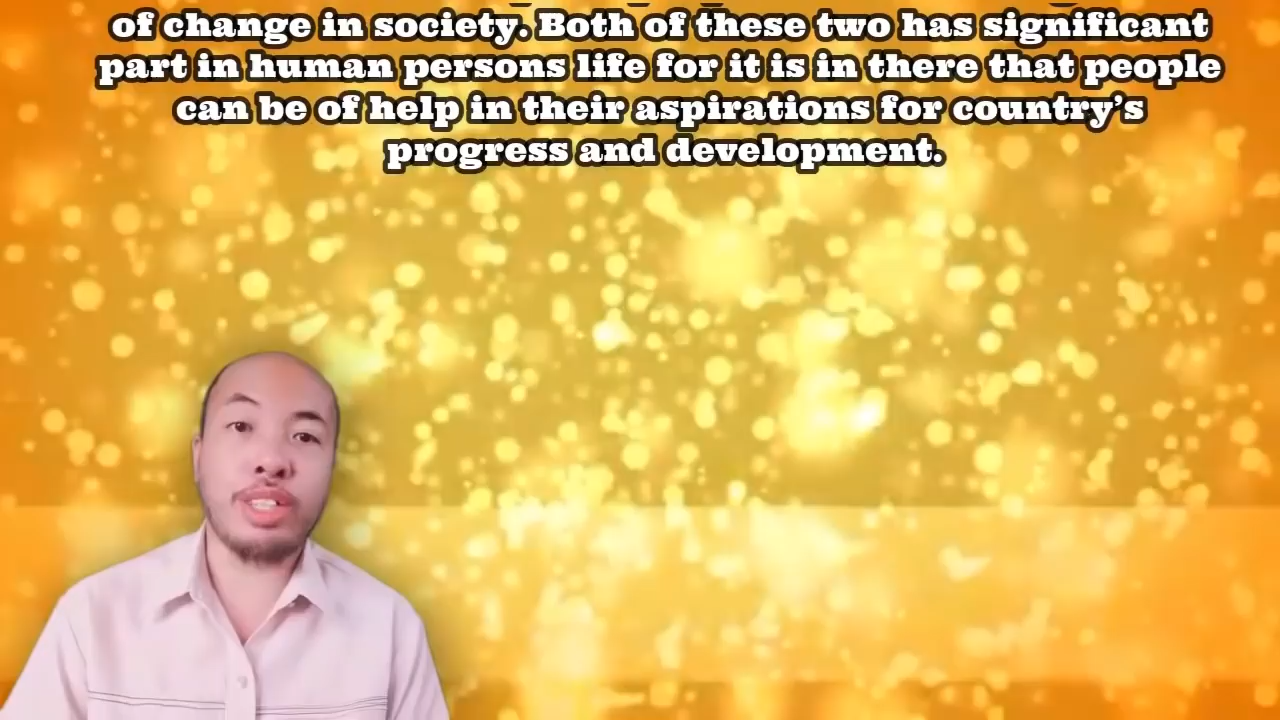 of change in society. Both of these two has significant
part in human persons life for it is in there that people
can be of help in their aspirations for country's
progress and development.